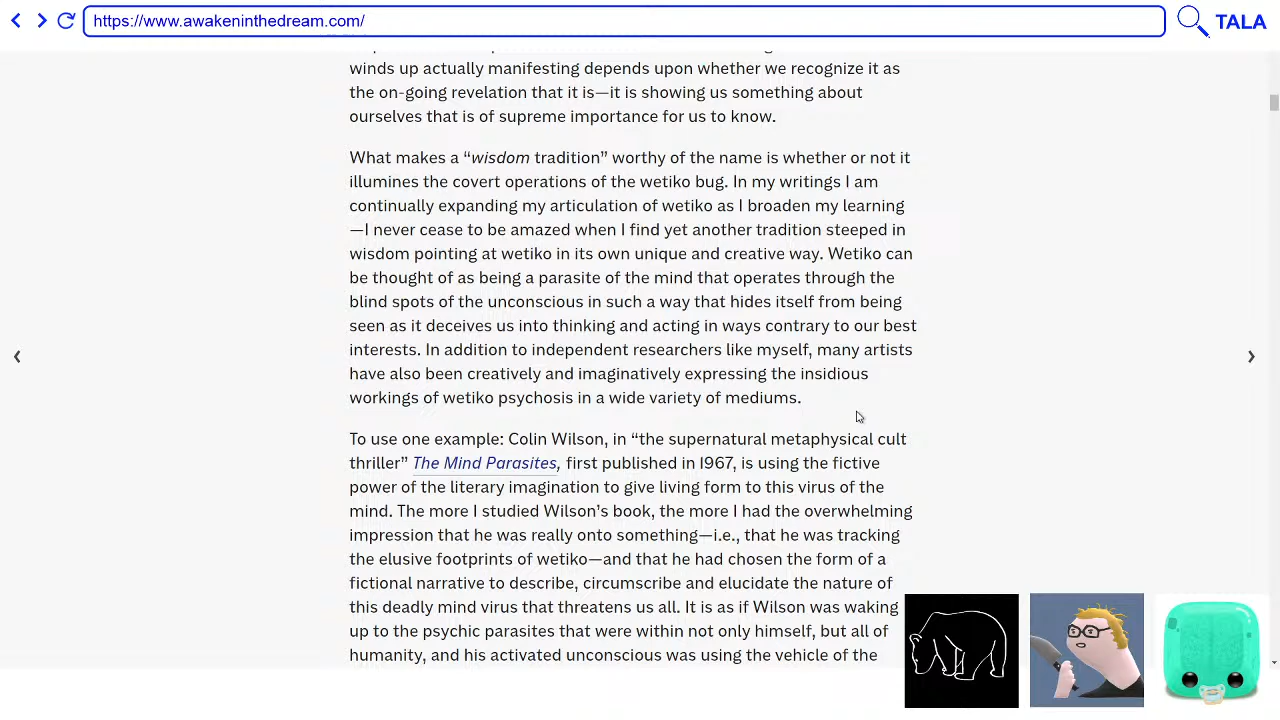 https://www.awakeninthedream.com/
TALA
winds up actually manifesting depends upon whether we recognize it as
the on-going revelation that it is—it is showing us something about
ourselves that is of supreme importance for us to know.
What makes a “wisdom tradition” worthy of the name is whether or not it
illumines the covert operations of the wetiko bug. In my writings I am
continually expanding my articulation of wetiko as I broaden my learning
—I never cease to be amazed when I find yet another tradition steeped in
wisdom pointing at wetiko in its own unique and creative way. Wetiko can
be thought of as being a parasite of the mind that operates through the
blind spots of the unconscious in such a way that hides itself from being
seen as it deceives us into thinking and acting in ways contrary to our best
interests. In addition to independent researchers like myself, many artists
have also been creatively and imaginatively expressing the insidious
workings of wetiko psychosis in a wide variety of mediums.
To use one example: Colin Wilson, in “the supernatural metaphysical cult
thriller” The Mind Parasites, first published in 1967, is using the fictive
power of the literary imagination to give living form to this virus of the
mind. The more I studied Wilson’s book, the more I had the overwhelming
impression that he was really onto something—i.e., that he was tracking
the elusive footprints of wetiko—and that he had chosen the form of a
fictional narrative to describe, circumscribe and elucidate the nature of
this deadly mind virus that threatens us all. It is as if Wilson was waking
up to the psychic parasites that were within not only himself, but all of
humanity, and his activated unconscious was using the vehicle of the